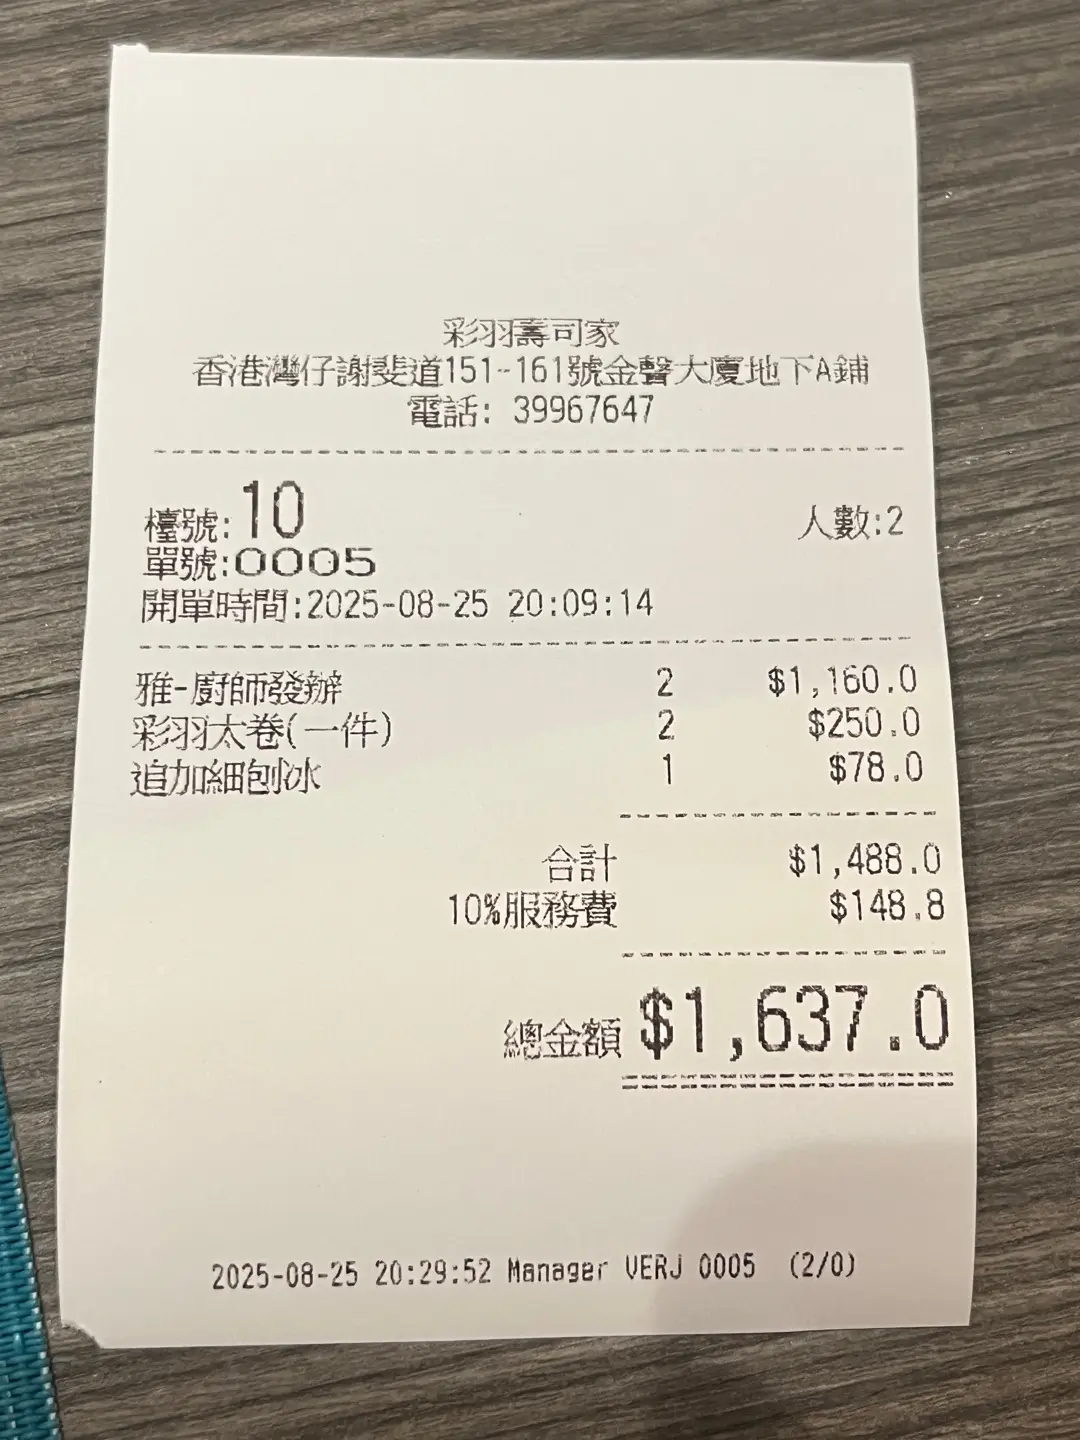 彩羽壽司家
香港灣仔謝斐道151-161號金聲大廈地下A鋪
電話: 39967647
檯號:10 人數:2
單號:0005
開單時間:2025-08-25 20:09:14
雅-廚師發辦 2 $1,160.0
彩羽太卷(一件) 2 $250.0
追加細刨冰 1 $78.0
合計 $1,488.0
10%服務費 $148.8
總金額 $1,637.0
2025-08-25 20:29:52 Manager VERJ 0005 (2/0)